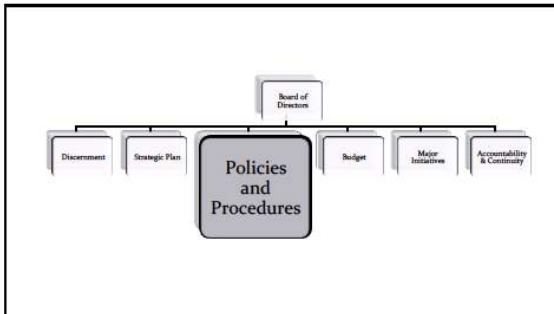 Board of
Directors
Discernment
Strategic Plan
Policies
and
Procedures
Budget
Major
Initiatives
Accountability
& Continuity